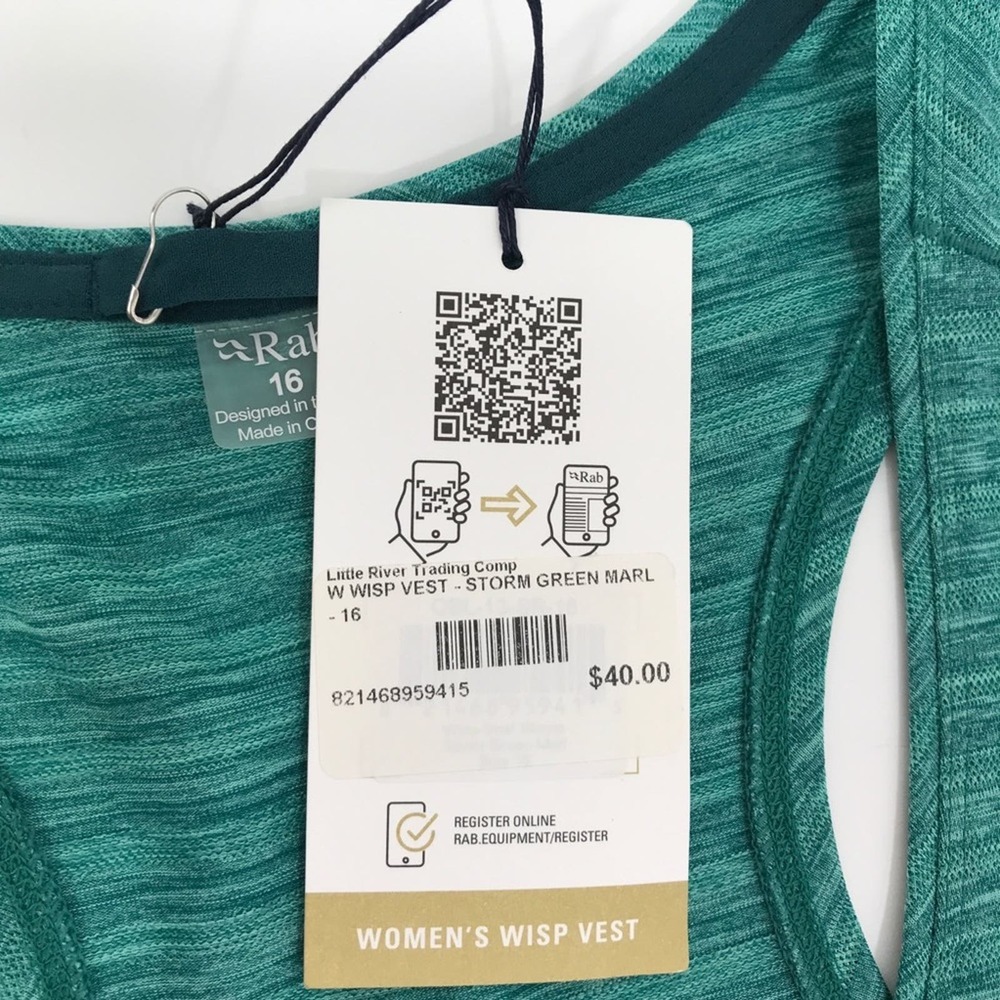 Rab
16
Designed in
Made in
Rab
Little River Trading Comp
W WISP VEST - STORM GREEN MARL
- 16
$40.00
821468959415
REGISTER ONLINE
RAB.EQUIPMENT/REGISTER
WOMEN'S WISP VEST